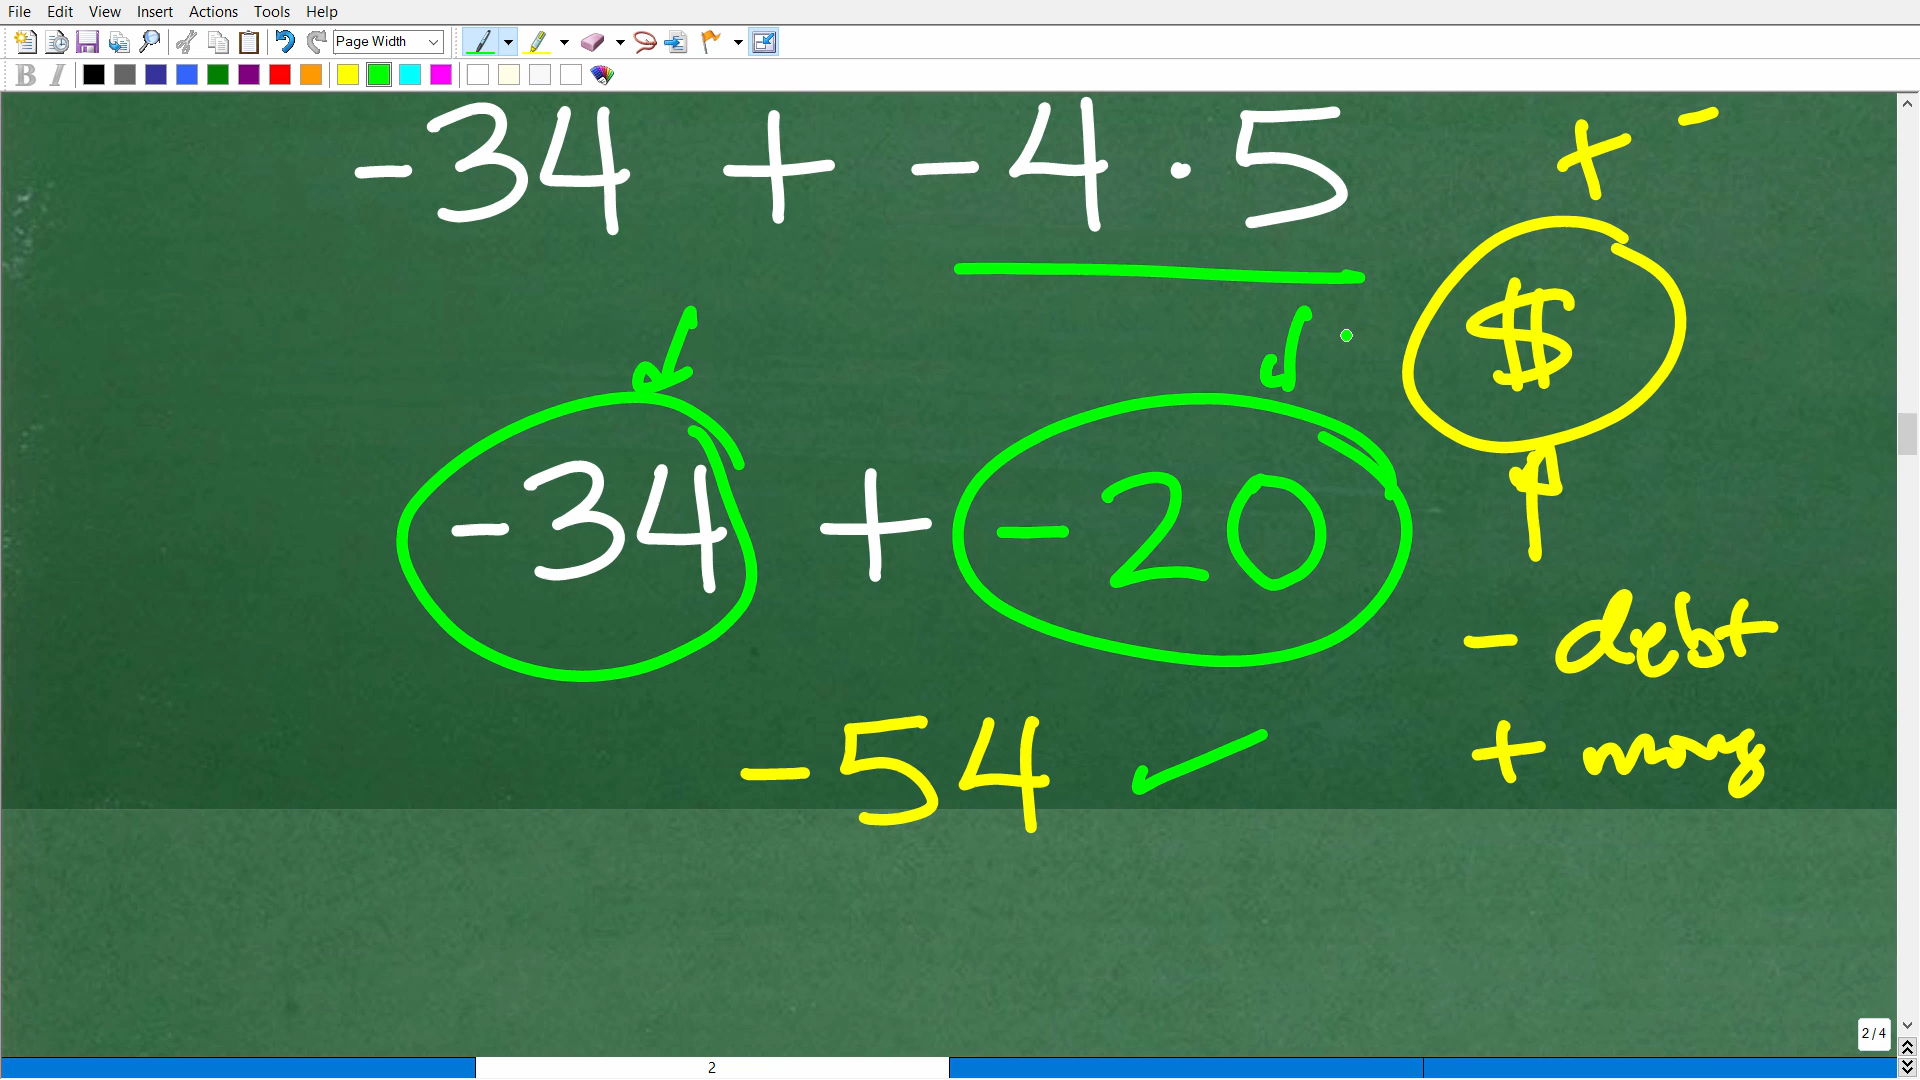 File Edit View Insert Actions Tools Help
Page Width
B I
-34 + -4 · 5
+ -
$
-34 + -20
- debt
-54
+ money
2 / 4
2